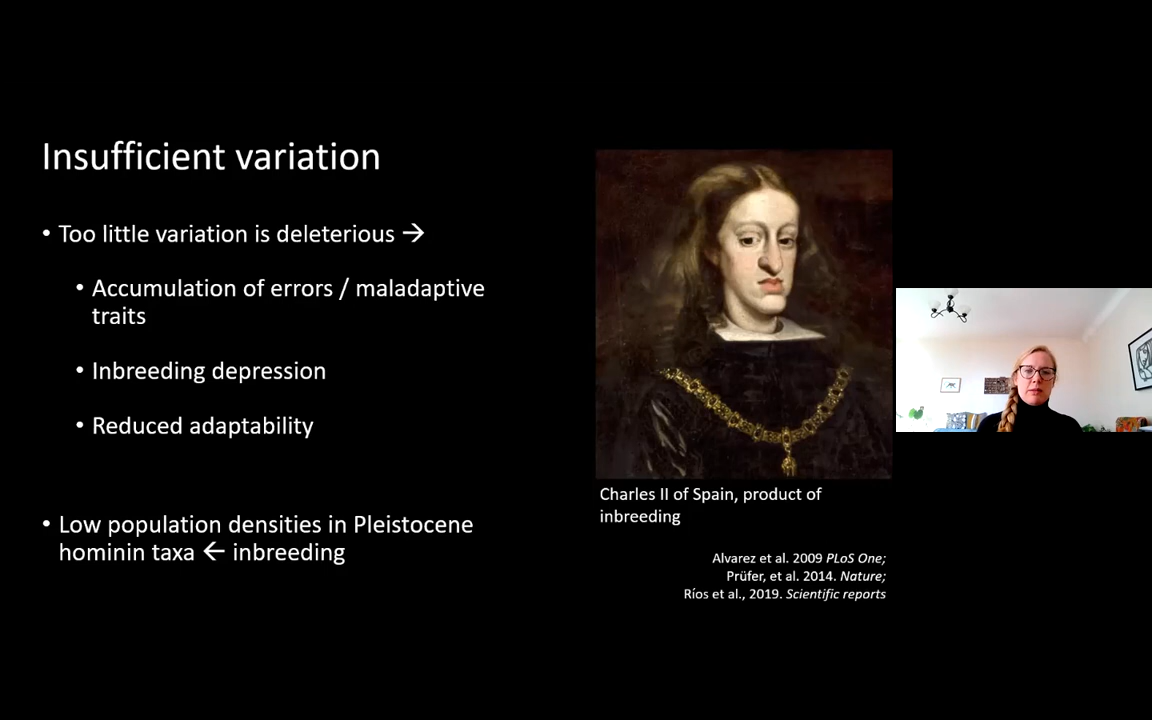 Insufficient variation
• Too little variation is deleterious →
• Accumulation of errors / maladaptive
traits
• Inbreeding depression
• Reduced adaptability
• Low population densities in Pleistocene
hominin taxa ← inbreeding
Charles II of Spain, product of
inbreeding
Alvarez et al. 2009 PLoS One;
Prüfer, et al. 2014. Nature;
Ríos et al., 2019. Scientific reports